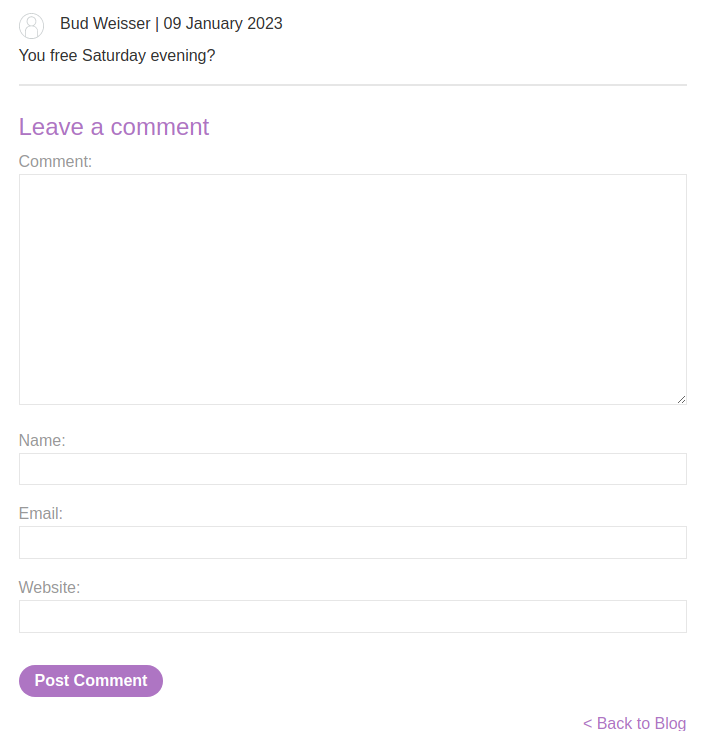 Bud Weisser | 09 January 2023
You free Saturday evening?
Leave a comment
Comment:
Name:
Email:
Website:
Post Comment
< Back to Blog